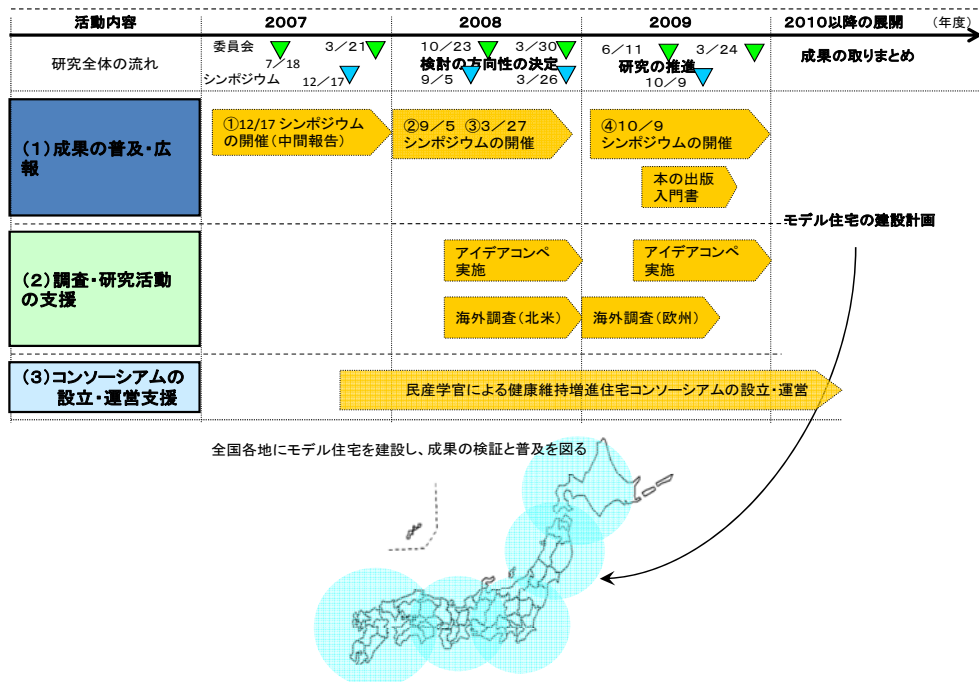 活動内容
2007
2008
2009
2010以降の展開
(年度)
研究全体の流れ
委員会
7/18
3/21
シンポジウム
12/17
10/23
3/30
検討の方向性の決定
9/5
3/26
6/11
3/24
研究の推進
10/9
成果の取りまとめ
(1)成果の普及・広
報
①12/17 シンポジウム
の開催(中間報告)
②9/5 ③3/27
シンポジウムの開催
④10/9
シンポジウムの開催
本の出版
入門書
モデル住宅の建設計画
(2)調査・研究活動
の支援
アイデアコンペ
実施
アイデアコンペ
実施
海外調査(北米)
海外調査(欧州)
(3)コンソーシアムの
設立・運営支援
民産学官による健康維持増進住宅コンソーシアムの設立・運営
全国各地にモデル住宅を建設し、成果の検証と普及を図る